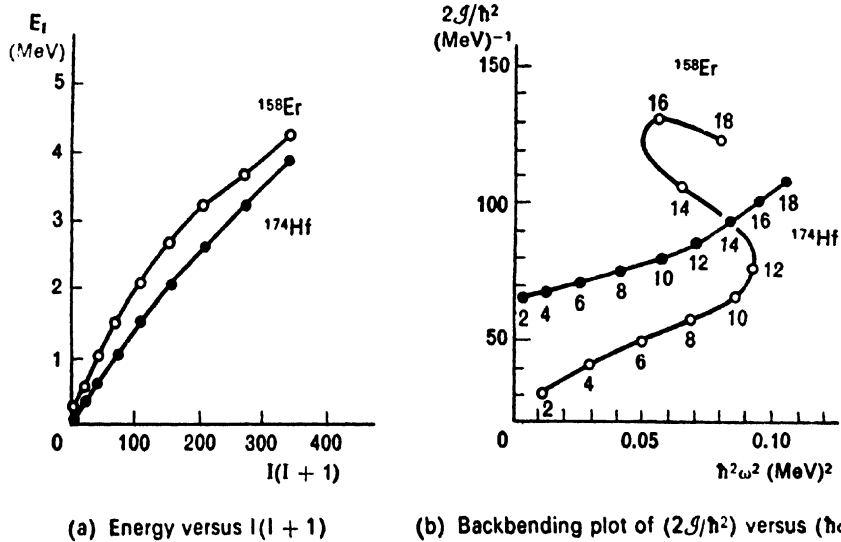 E_I
(MeV)
5
4
3
2
1
0
100
200
300
400
I(I + 1)
¹⁵⁸Er
¹⁷⁴Hf
(a) Energy versus I(I + 1)
2𝓘/ħ²
(MeV)⁻¹
150
100
50
0
0.05
0.10
ħ²ω² (MeV)²
¹⁵⁸Er
16
18
14
12
10
8
6
4
2
¹⁷⁴Hf
2
4
6
8
10
12
14
16
18
(b) Backbending plot of (2𝓘/ħ²) versus (ħω